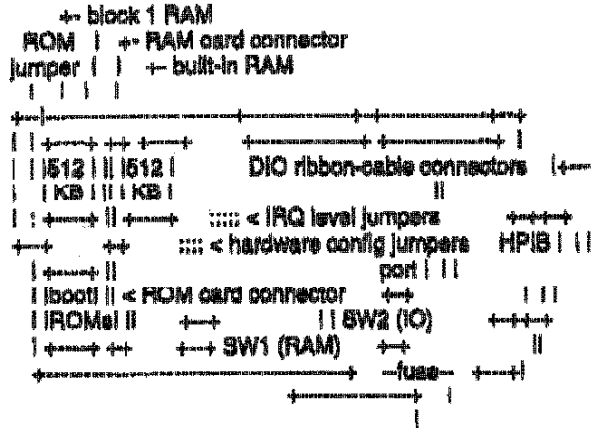 +- block 1 RAM
ROM | +- RAM card connector
jumper | | +- built-in RAM
| | | |
+-+------------------+--+-----------+--+
| | +----+ ++ +----+ +----------+ +----------+ |
| | |512 | || |512 | DIO ribbon-cable connectors |+--
| | | KB | || | KB | ||
| : +----+ || +----+ ::::: < IRQ level jumpers +--+--+
+--+ ++ :::: < hardware config jumpers HPIB | ||
| +----+ || port | ||
| |boot| || < ROM card connector +--+ | ||
| |ROMs| || +--+ || SW2 (IO) +-+-++
| +----+ ++ +--+ SW1 (RAM) +--+ ||
+------------------------------+ --fuse-- +---+|
+------------+ |
|